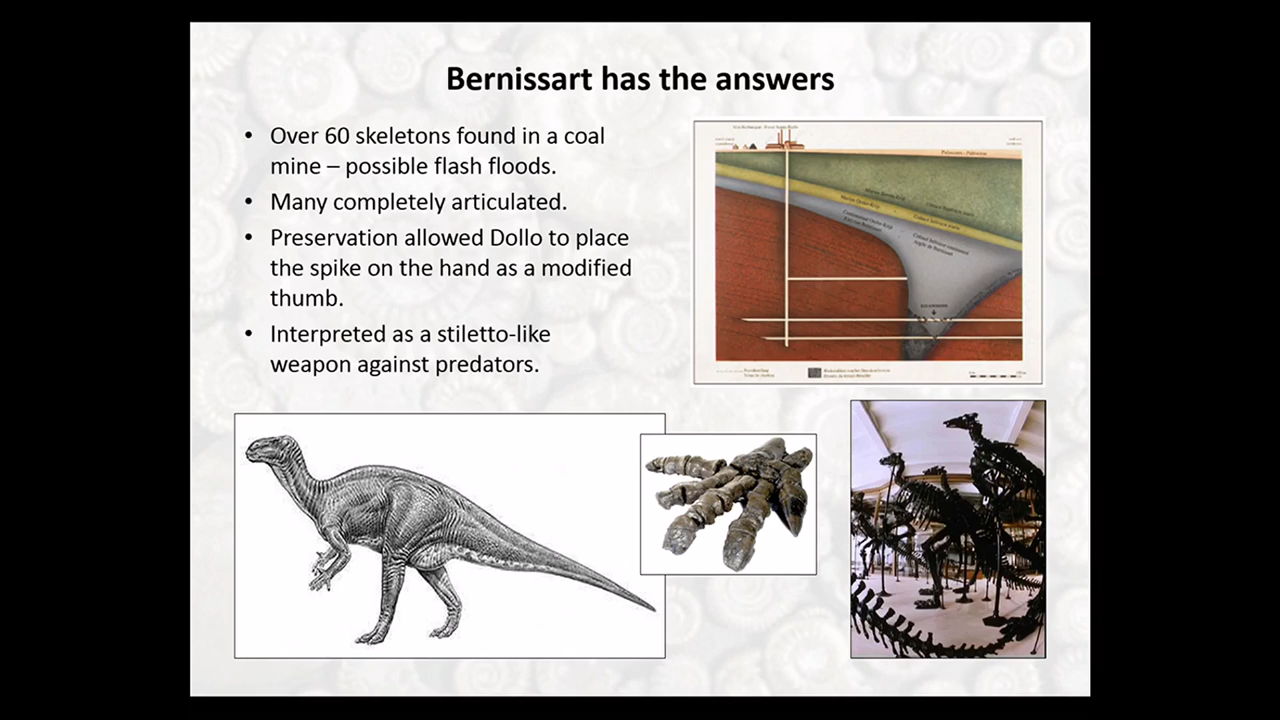 Bernissart has the answers
• Over 60 skeletons found in a coal
mine – possible flash floods.
• Many completely articulated.
• Preservation allowed Dollo to place
the spike on the hand as a modified
thumb.
• Interpreted as a stiletto-like
weapon against predators.